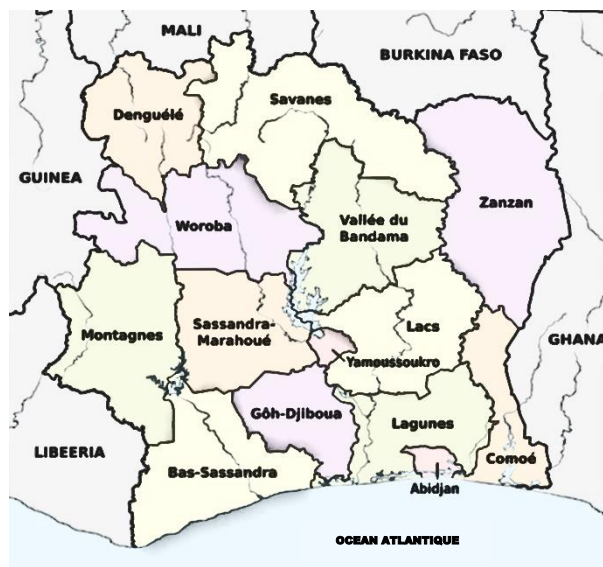 MALI
BURKINA FASO
Savanes
Denguélé
GUINEA
Zanzan
Woroba
Vallée du
Bandama
Montagnes
Sassandra-
Marahoué
Lacs
GHANA
Yamoussoukro
Gôh-Djiboua
Lagunes
LIBEERIA
Bas-Sassandra
Comoé
Abidjan
OCEAN ATLANTIQUE